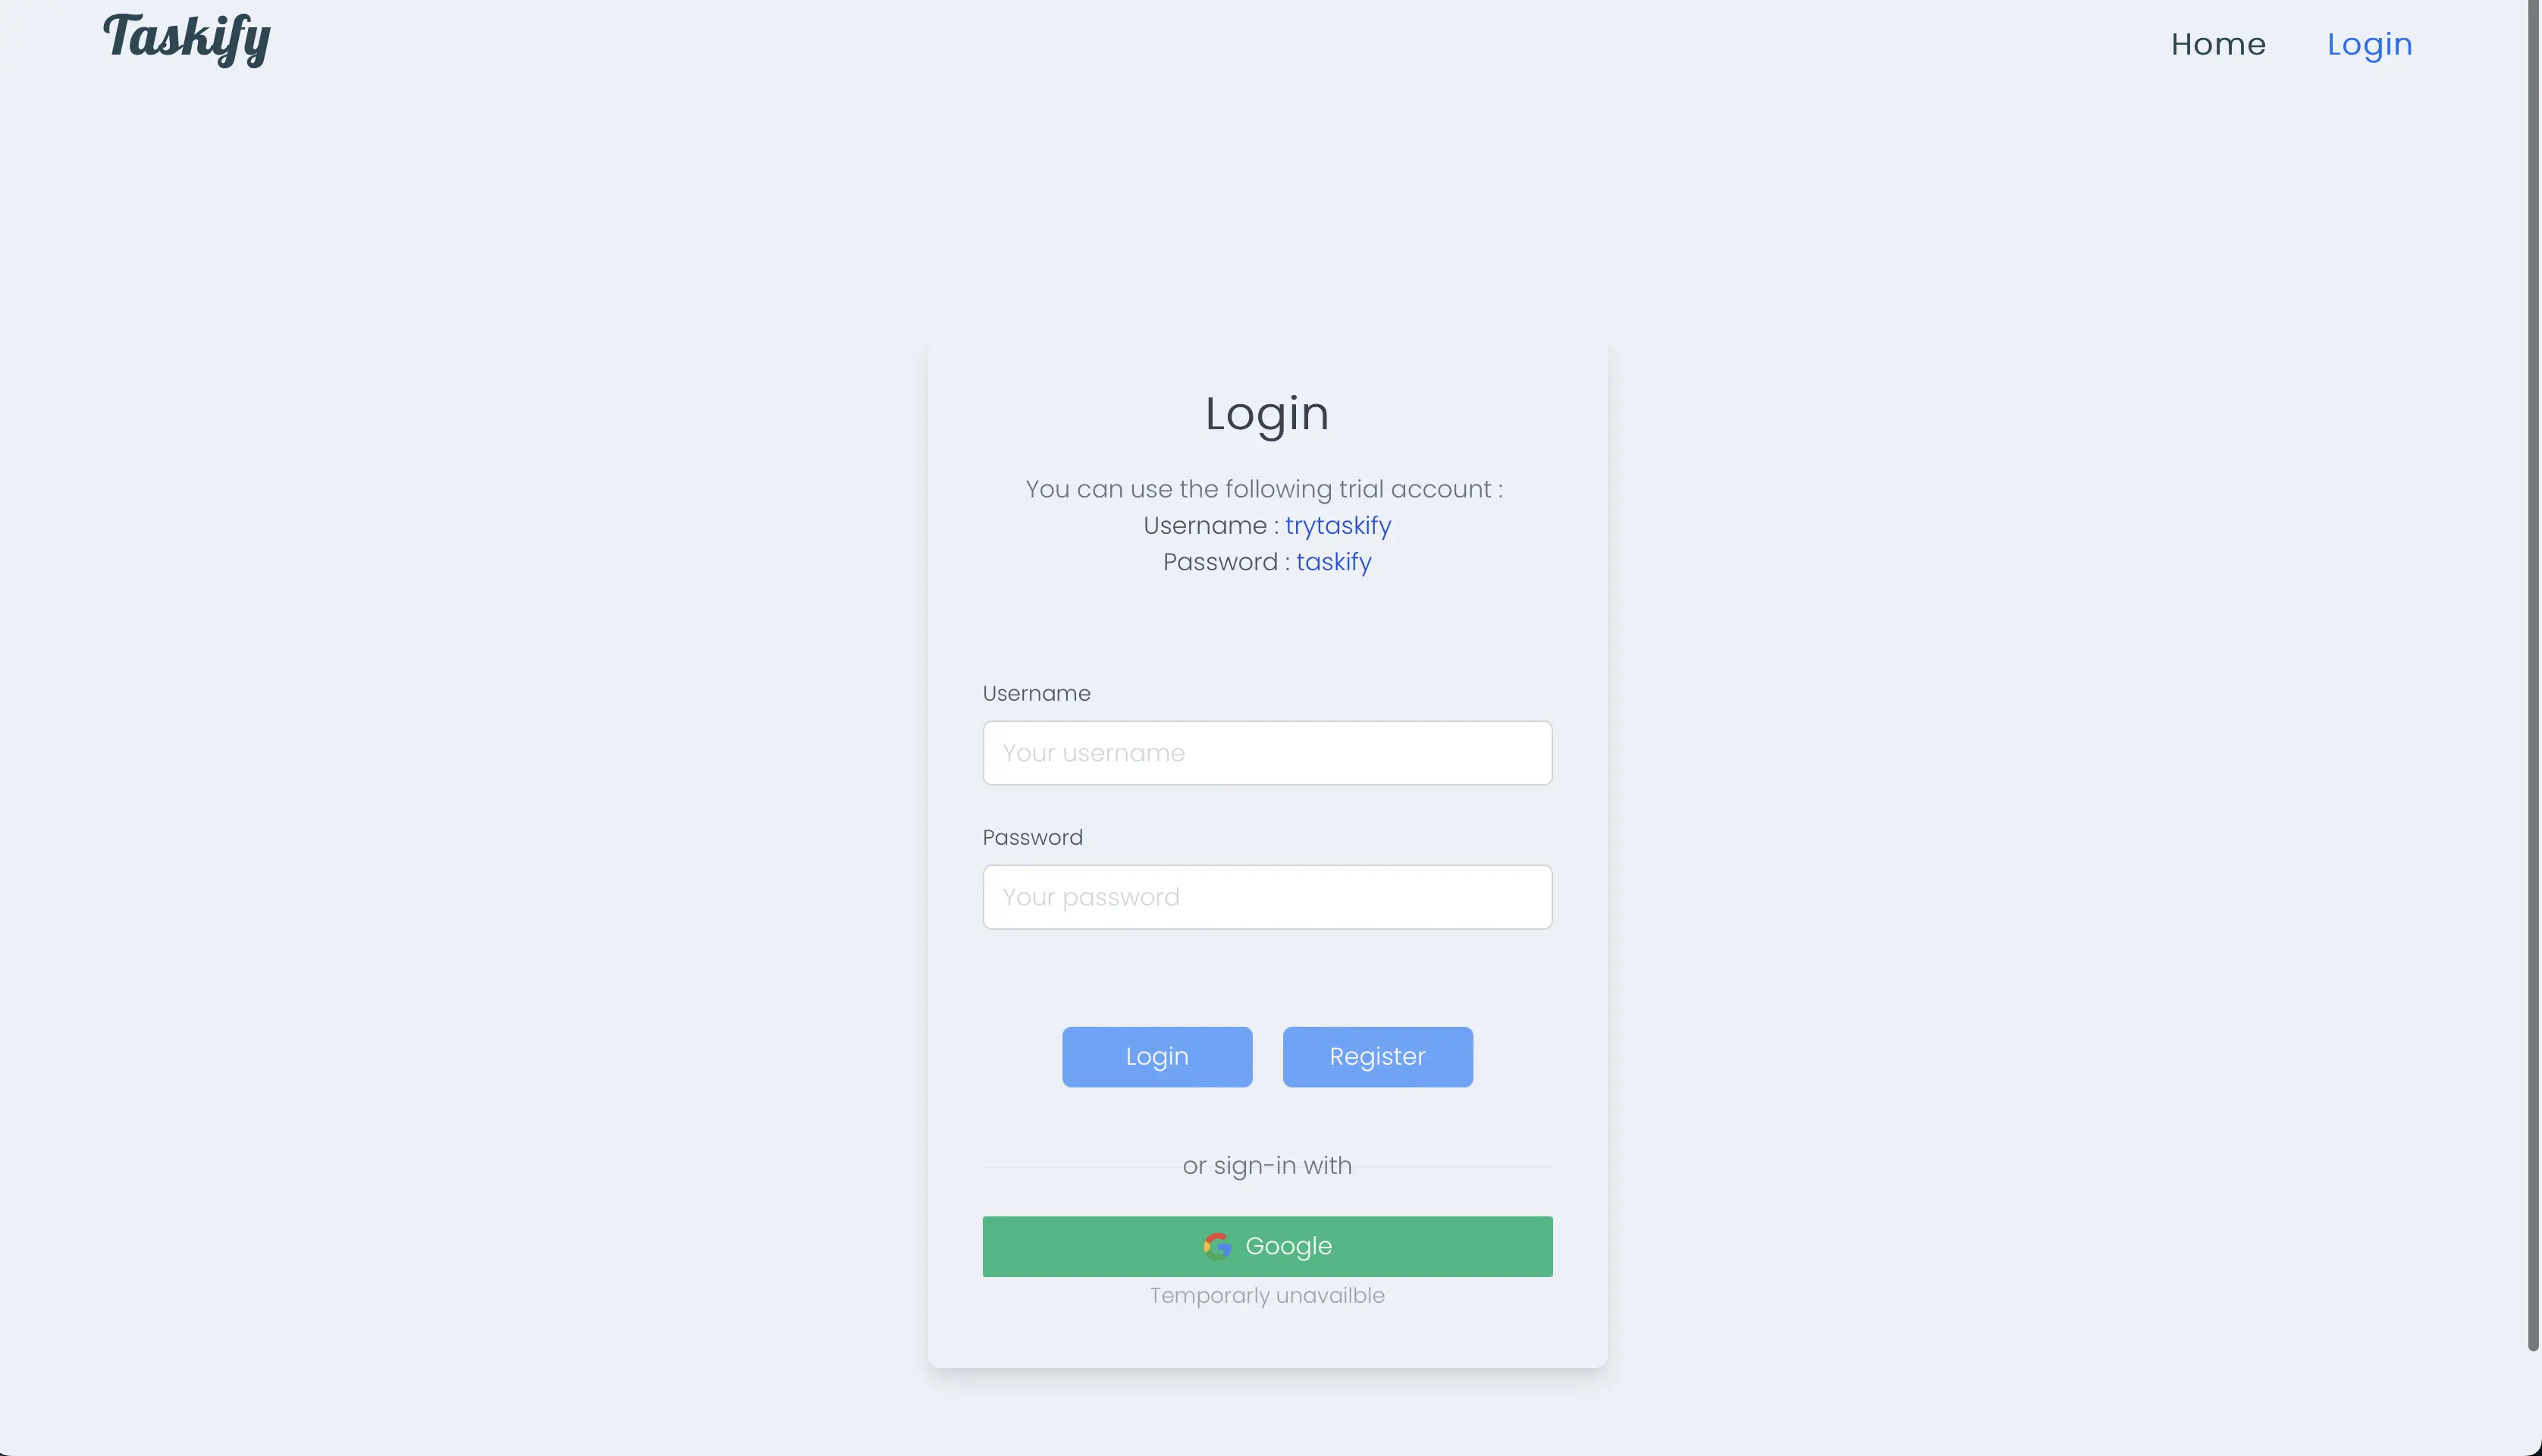 Taskify
Home
Login
Login
You can use the following trial account :
Username : trytaskify
Password : taskify
Username
Your username
Password
Your password
Login
Register
or sign-in with
Google
Temporarly unavailble